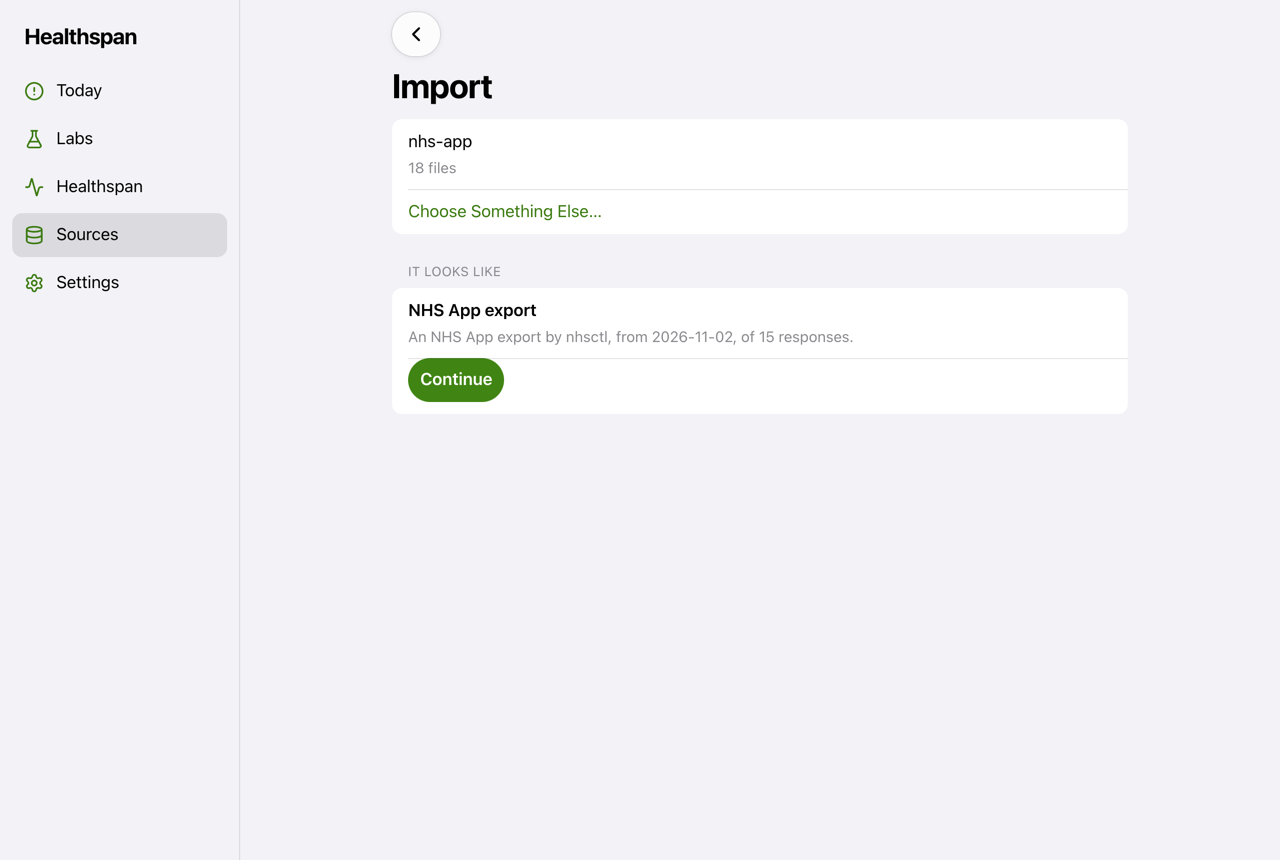 Healthspan
Today
Labs
Healthspan
Sources
Settings
Import
nhs-app
18 files
Choose Something Else...
IT LOOKS LIKE
NHS App export
An NHS App export by nhsctl, from 2026-11-02, of 15 responses.
Continue